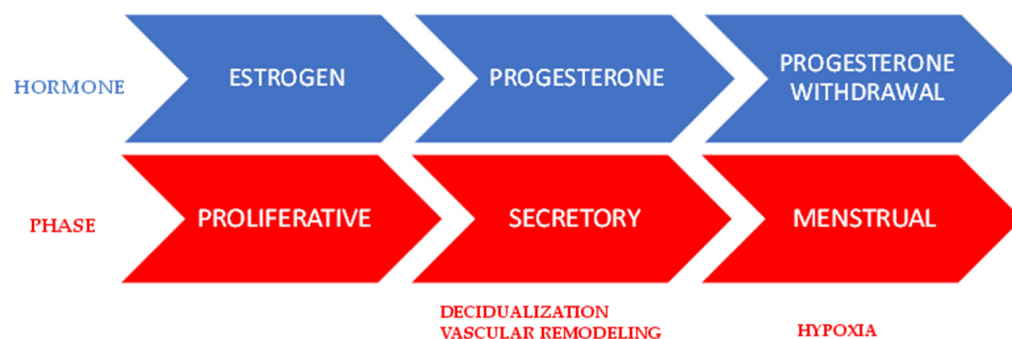 HORMONE
ESTROGEN
PROGESTERONE
PROGESTERONE
WITHDRAWAL
PHASE
PROLIFERATIVE
SECRETORY
MENSTRUAL
DECIDUALIZATION
VASCULAR REMODELING
HYPOXIA